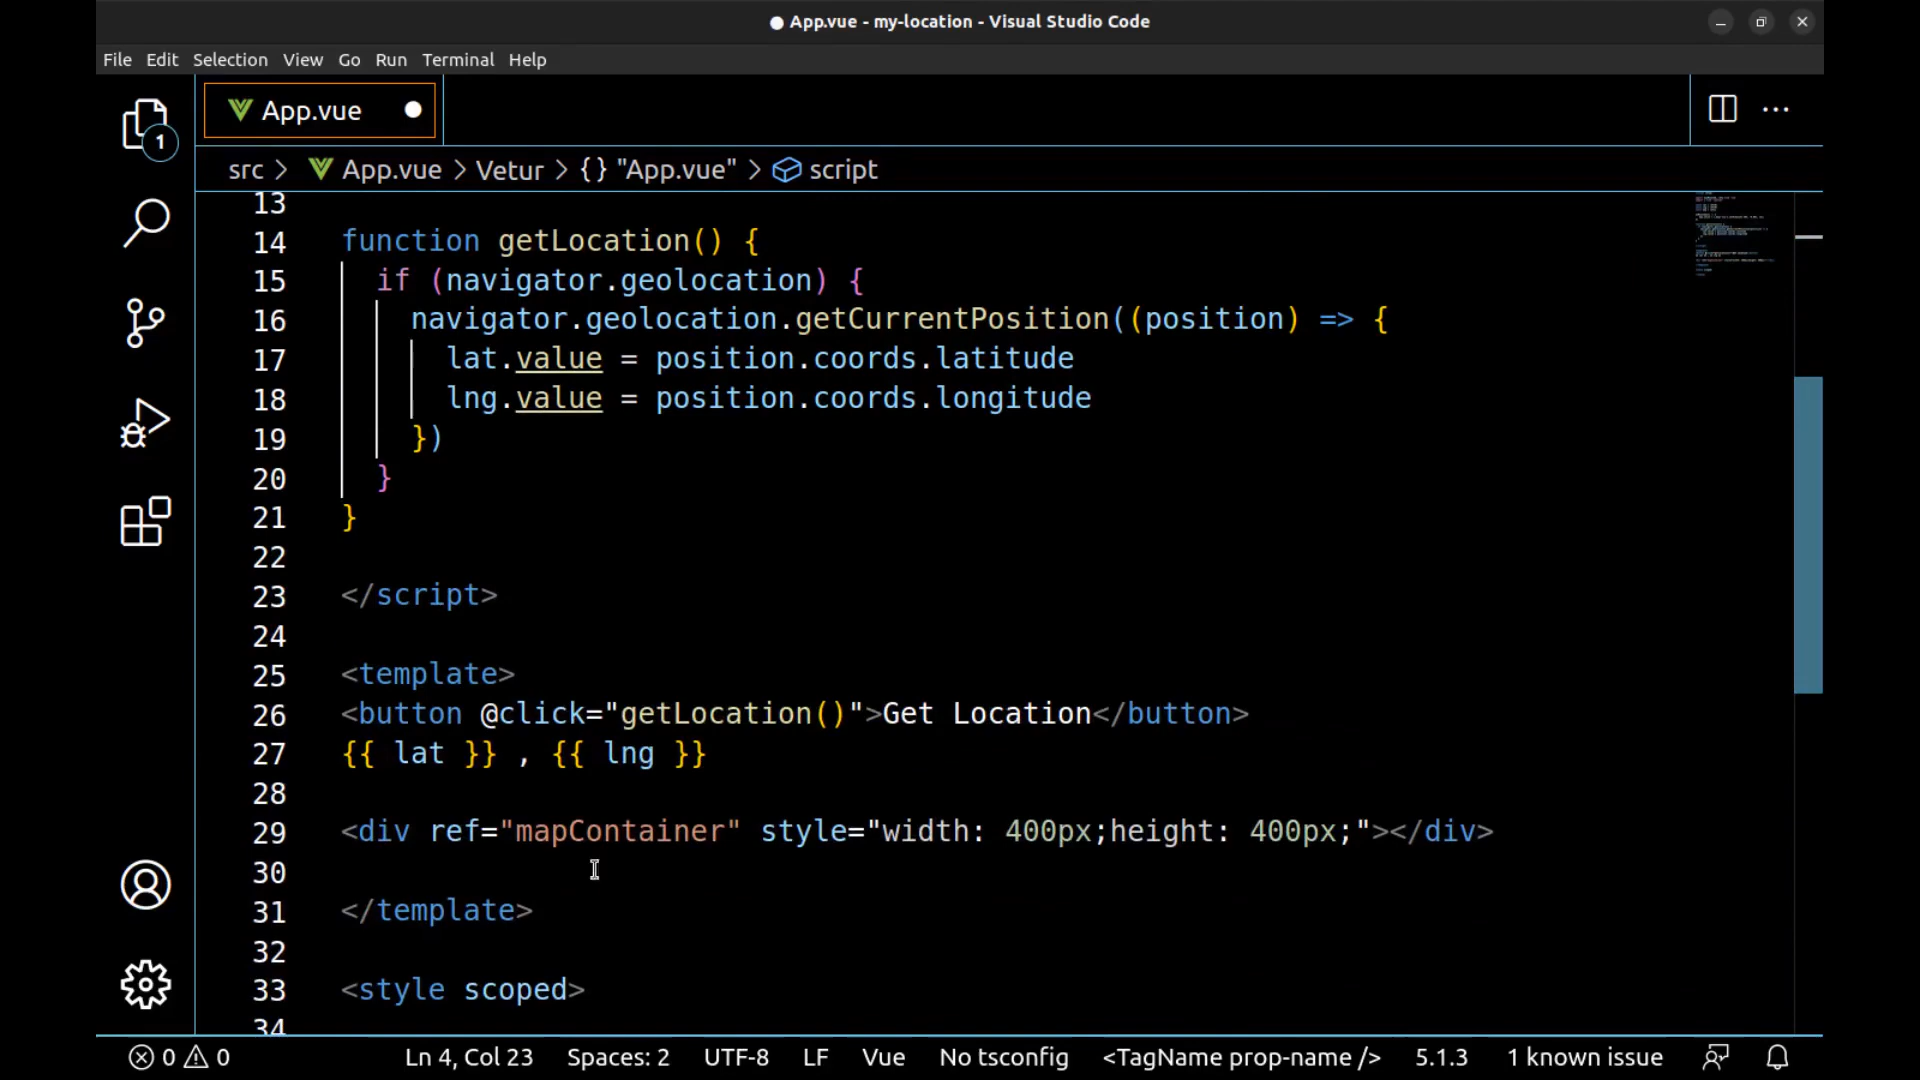 App.vue - my-location - Visual Studio Code
File Edit Selection View Go Run Terminal Help
1
App.vue
src > App.vue > Vetur > {} "App.vue" > script
13
14 function getLocation() {
15 if (navigator.geolocation) {
16 navigator.geolocation.getCurrentPosition((position) => {
17 lat.value = position.coords.latitude
18 lng.value = position.coords.longitude
19 })
20 }
21 }
22
23 </script>
24
25 <template>
26 <button @click="getLocation()">Get Location</button>
27 {{ lat }} , {{ lng }}
28
29 <div ref="mapContainer" style="width: 400px;height: 400px;"></div>
30
31 </template>
32
33 <style scoped>
34
0 0 Ln 4, Col 23 Spaces: 2 UTF-8 LF Vue No tsconfig <TagName prop-name /> 5.1.3 1 known issue